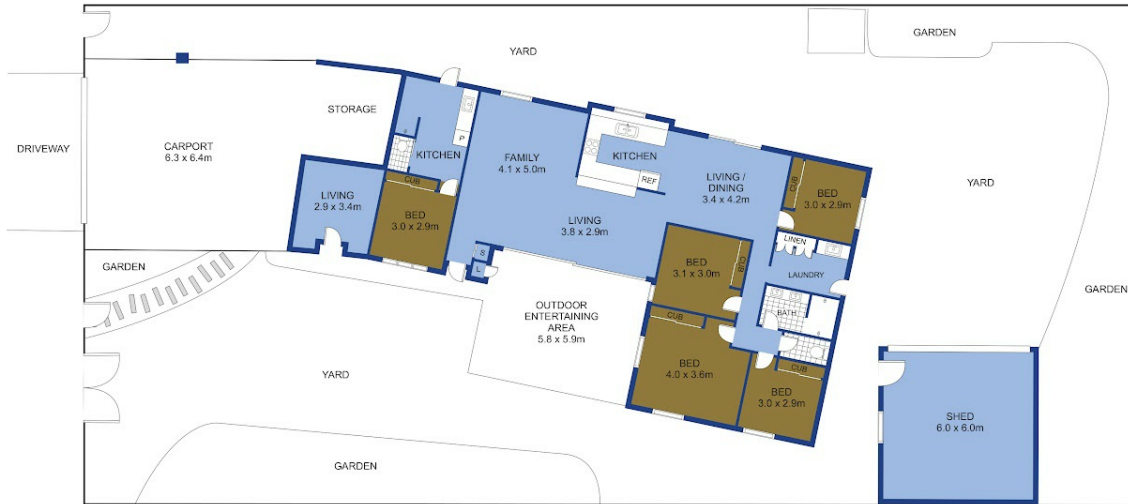 GARDEN
YARD
STORAGE
DRIVEWAY
CARPORT
6.3 x 6.4m
KITCHEN
P
FAMILY
4.1 x 5.0m
KITCHEN
REF
LIVING /
DINING
3.4 x 4.2m
CUB
BED
3.0 x 2.9m
YARD
LIVING
2.9 x 3.4m
CUB
BED
3.0 x 2.9m
LIVING
3.8 x 2.9m
LINEN
LAUNDRY
S
L
BED
3.1 x 3.0m
CUB
GARDEN
GARDEN
OUTDOOR
ENTERTAINING
AREA
5.8 x 5.9m
BATH
CUB
BED
4.0 x 3.6m
CUB
BED
3.0 x 2.9m
YARD
SHED
6.0 x 6.0m
GARDEN